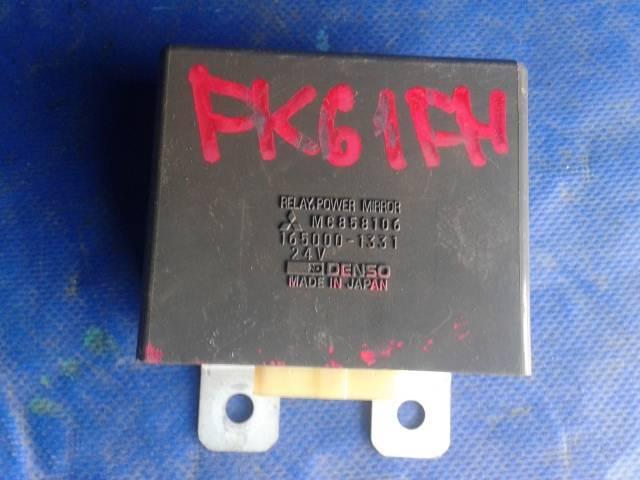 FK61FH
RELAY,POWER MIRROR
MC858106
165000-1331
24V
DENSO
MADE IN JAPAN